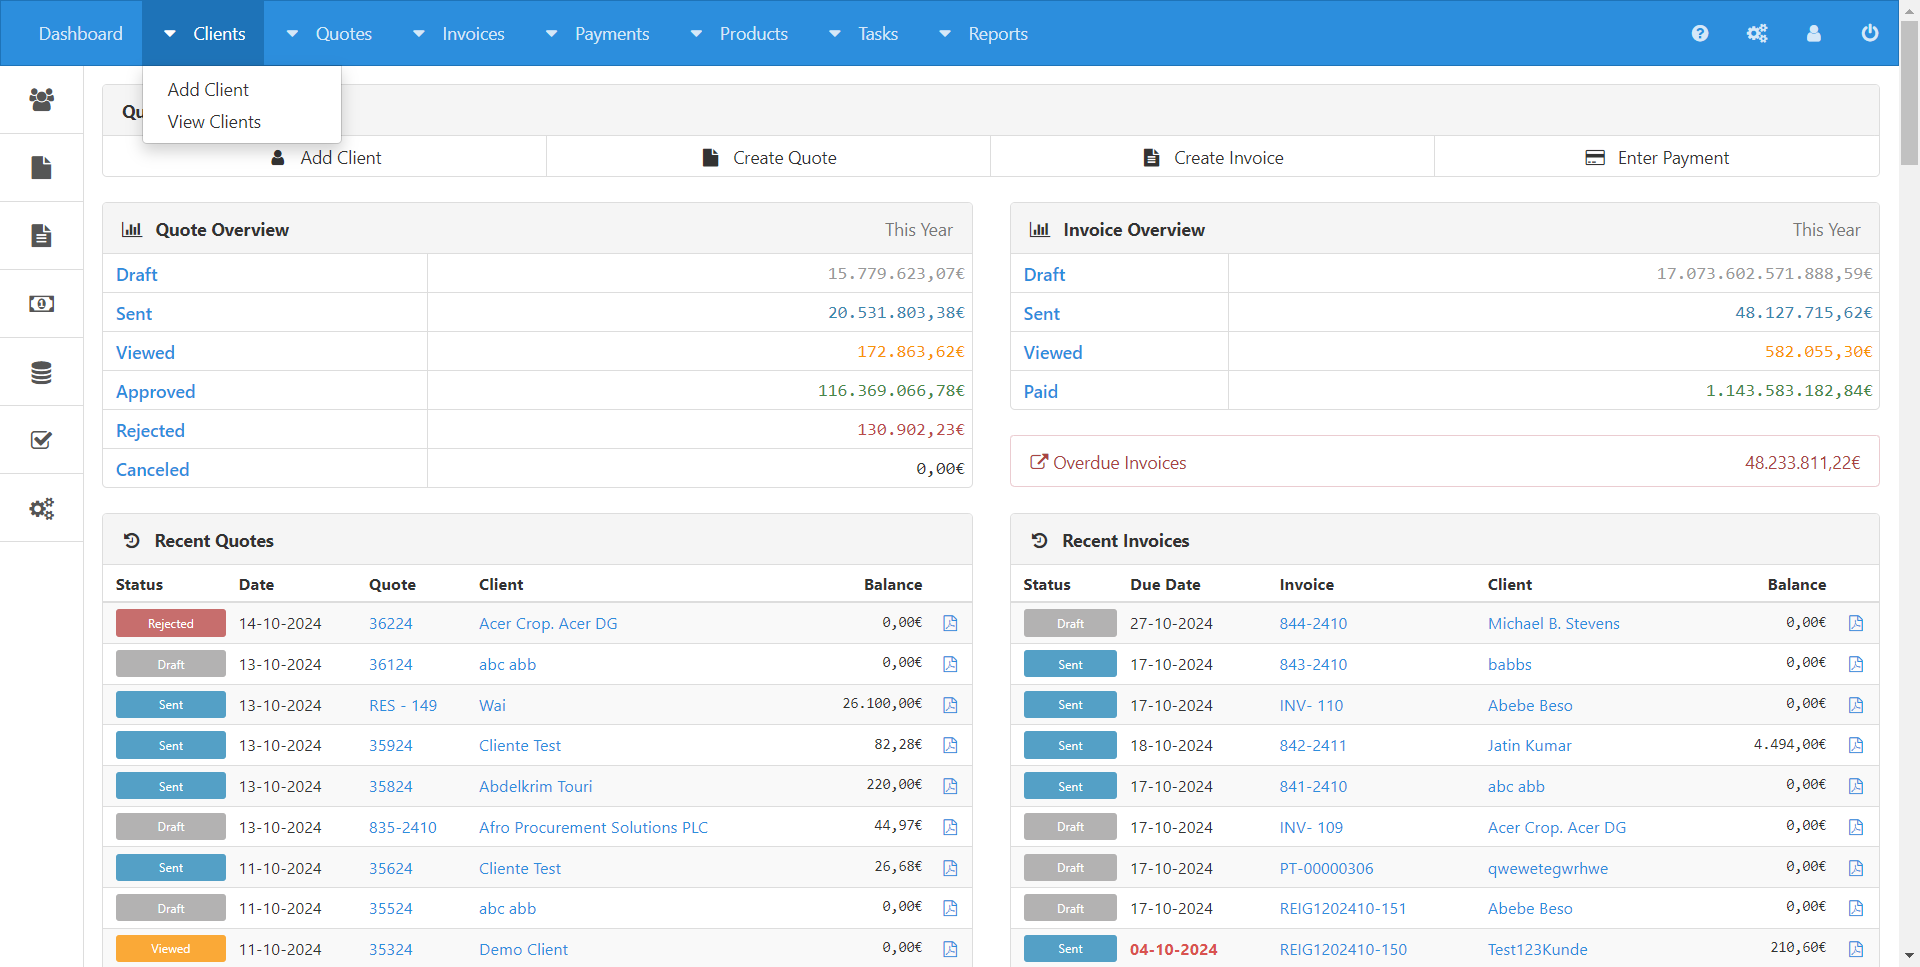 Dashboard Clients Quotes Invoices Payments Products Tasks Reports
Add Client
View Clients
Qu
Add Client Create Quote Create Invoice Enter Payment
Quote Overview This Year
Draft 15.779.623,07€
Sent 20.531.803,38€
Viewed 172.863,62€
Approved 116.369.066,78€
Rejected 130.902,23€
Canceled 0,00€
Invoice Overview This Year
Draft 17.073.602.571.888,59€
Sent 48.127.715,62€
Viewed 582.055,30€
Paid 1.143.583.182,84€
Overdue Invoices 48.233.811,22€
Recent Quotes
Status Date Quote Client Balance
Rejected 14-10-2024 36224 Acer Crop. Acer DG 0,00€
Draft 13-10-2024 36124 abc abb 0,00€
Sent 13-10-2024 RES - 149 Wai 26.100,00€
Sent 13-10-2024 35924 Cliente Test 82,28€
Sent 13-10-2024 35824 Abdelkrim Touri 220,00€
Draft 13-10-2024 835-2410 Afro Procurement Solutions PLC 44,97€
Sent 11-10-2024 35624 Cliente Test 26,68€
Draft 11-10-2024 35524 abc abb 0,00€
Viewed 11-10-2024 35324 Demo Client 0,00€
Recent Invoices
Status Due Date Invoice Client Balance
Draft 27-10-2024 844-2410 Michael B. Stevens 0,00€
Sent 17-10-2024 843-2410 babbs 0,00€
Sent 17-10-2024 INV- 110 Abebe Beso 0,00€
Sent 18-10-2024 842-2411 Jatin Kumar 4.494,00€
Sent 17-10-2024 841-2410 abc abb 0,00€
Draft 17-10-2024 INV- 109 Acer Crop. Acer DG 0,00€
Draft 17-10-2024 PT-00000306 qwewetegwrhwe 0,00€
Draft 17-10-2024 REIG1202410-151 Abebe Beso 0,00€
Sent 04-10-2024 REIG1202410-150 Test123Kunde 210,60€